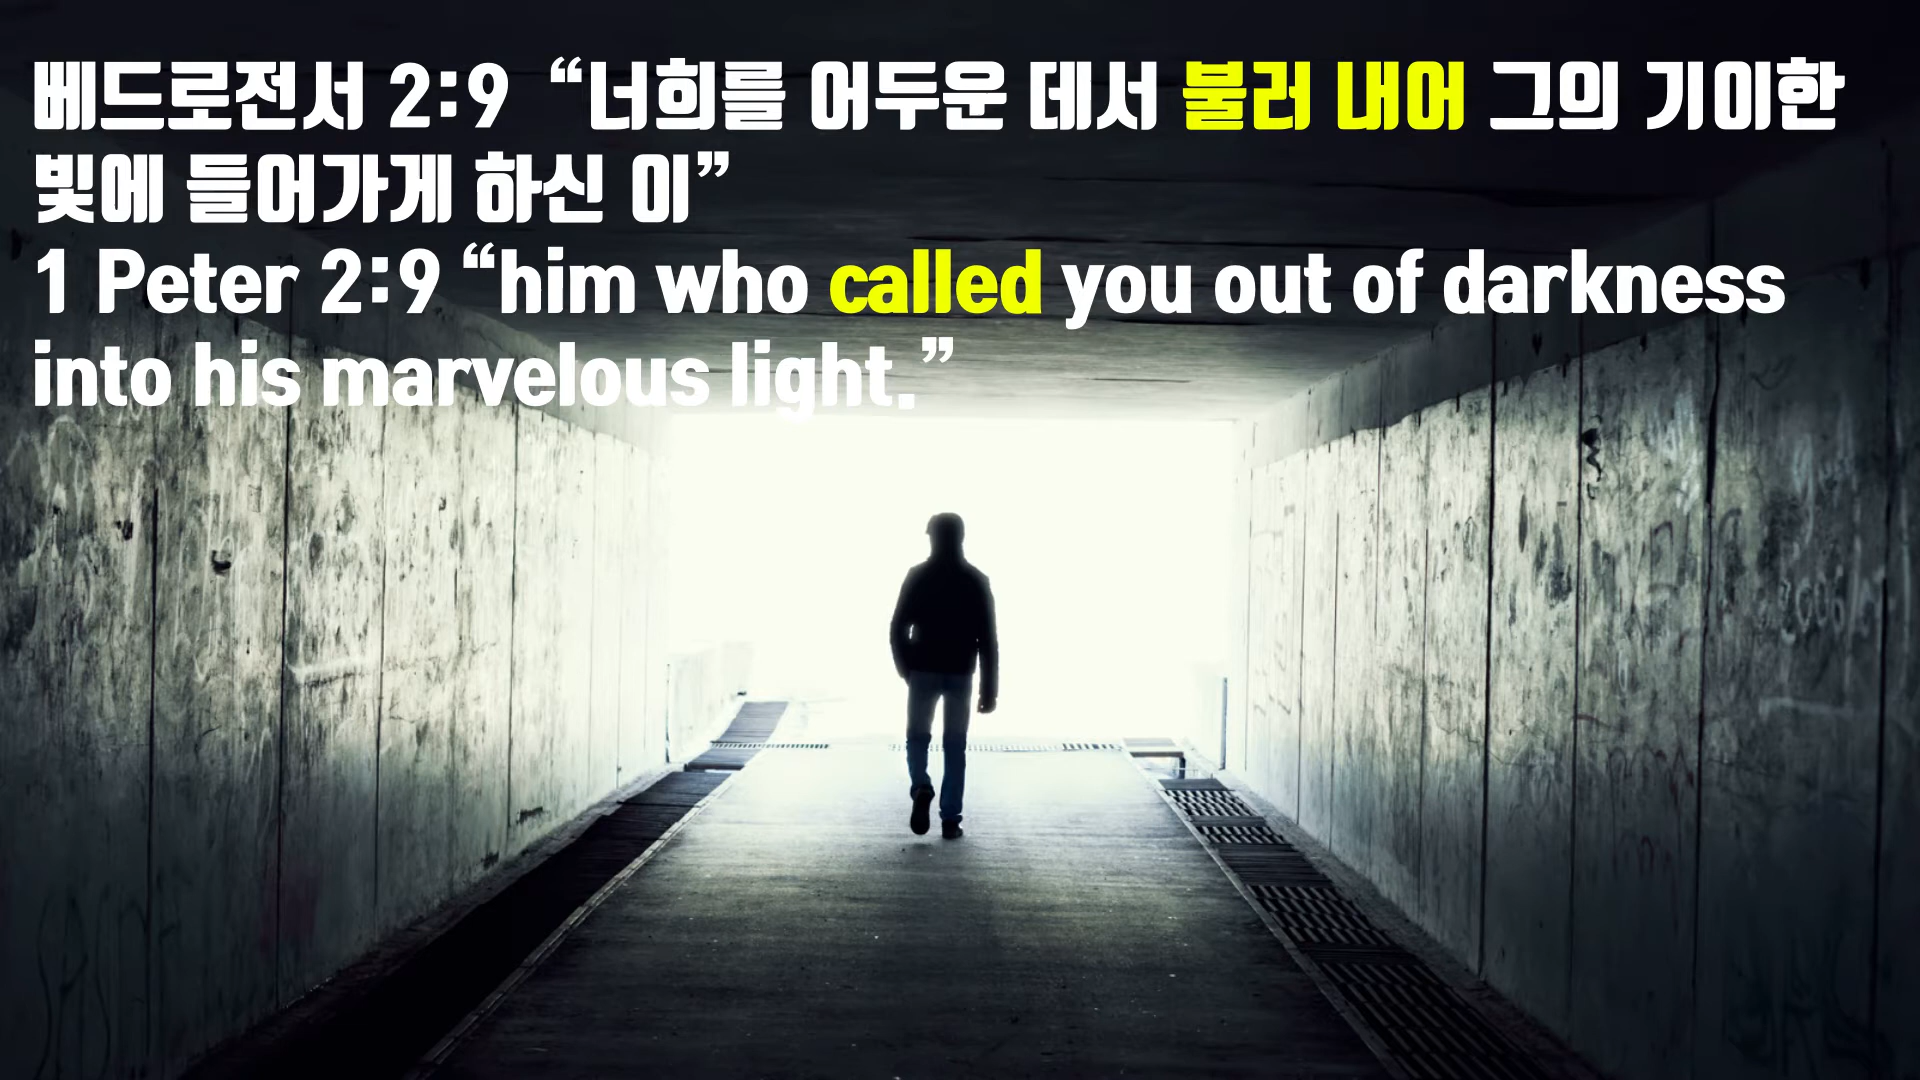 베드로전서 2:9 “너희를 어두운 데서 불러 내어 그의 기이한
빛에 들어가게 하신 이”
1 Peter 2:9 “him who called you out of darkness
into his marvelous light.”